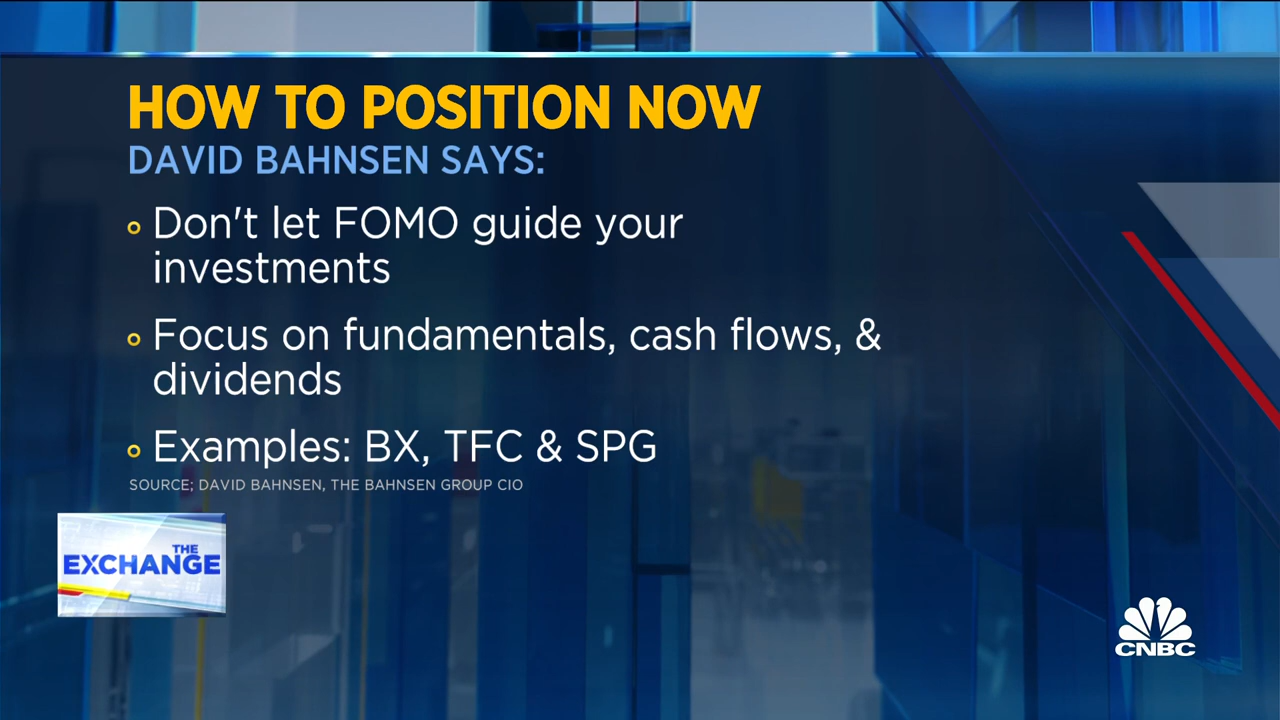 HOW TO POSITION NOW
DAVID BAHNSEN SAYS:
Don't let FOMO guide your
investments
Focus on fundamentals, cash flows, &
dividends
Examples: BX, TFC & SPG
SOURCE; DAVID BAHNSEN, THE BAHNSEN GROUP CIO
THE
EXCHANGE
CNBC